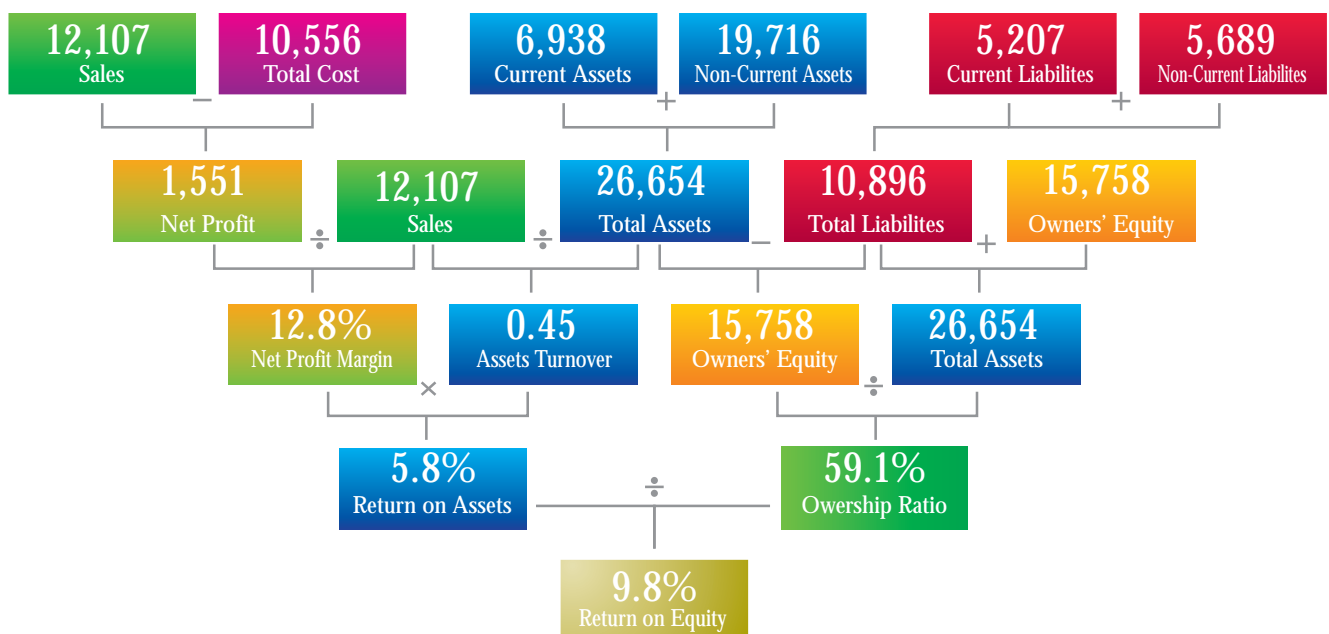 12,107
Sales
−
10,556
Total Cost
6,938
Current Assets
+
19,716
Non-Current Assets
5,207
Current Liabilites
+
5,689
Non-Current Liabilites
1,551
Net Profit
÷
12,107
Sales
÷
26,654
Total Assets
−
10,896
Total Liabilites
+
15,758
Owners’ Equity
12.8%
Net Profit Margin
×
0.45
Assets Turnover
15,758
Owners’ Equity
÷
26,654
Total Assets
5.8%
Return on Assets
÷
59.1%
Owership Ratio
9.8%
Return on Equity